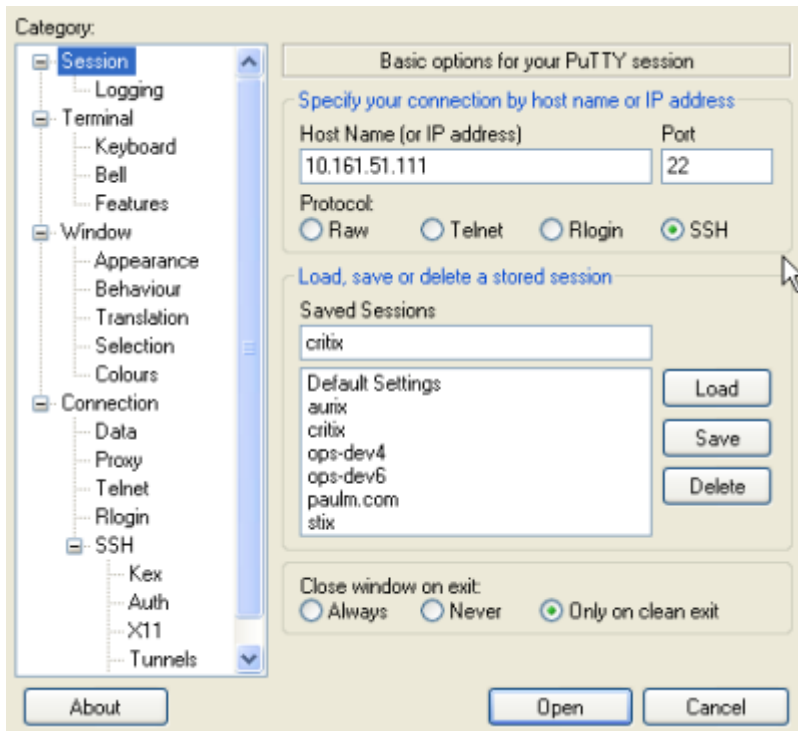 Category:
Session
Logging
Terminal
Keyboard
Bell
Features
Window
Appearance
Behaviour
Translation
Selection
Colours
Connection
Data
Proxy
Telnet
Rlogin
SSH
Kex
Auth
X11
Tunnels
Basic options for your PuTTY session
Specify your connection by host name or IP address
Host Name (or IP address) Port
10.161.51.111 22
Protocol:
Raw Telnet Rlogin SSH
Load, save or delete a stored session
Saved Sessions
critix
Default Settings
aurix
critix
ops-dev4
ops-dev6
paulm.com
stix
Load
Save
Delete
Close window on exit:
Always Never Only on clean exit
About Open Cancel